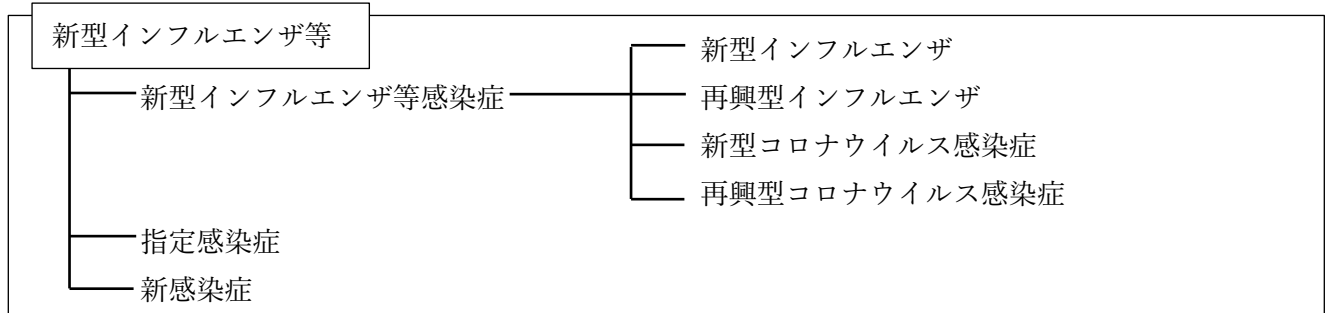 新型インフルエンザ等
新型インフルエンザ等感染症
新型インフルエンザ
再興型インフルエンザ
新型コロナウイルス感染症
再興型コロナウイルス感染症
指定感染症
新感染症